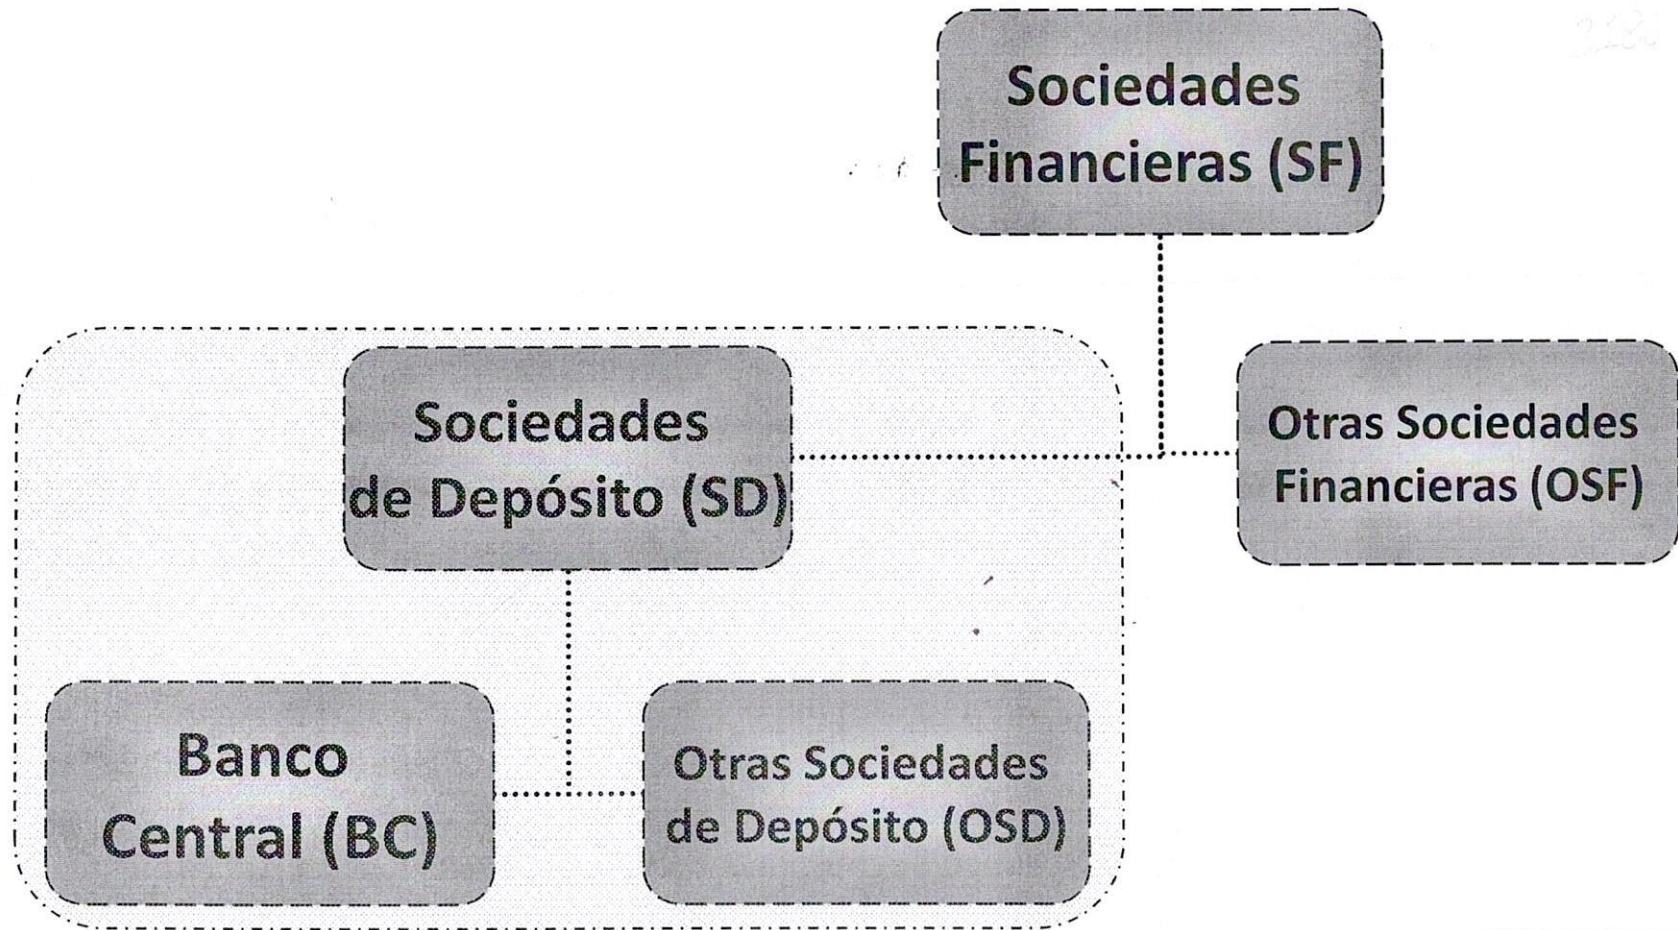 Sociedades
Financieras (SF)
Sociedades
de Depósito (SD)
Otras Sociedades
Financieras (OSF)
Banco
Central (BC)
Otras Sociedades
de Depósito (OSD)